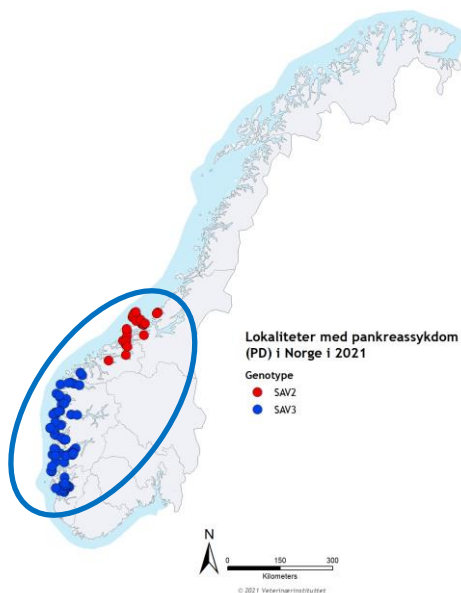 Lokaliteter med pankreassykdom
(PD) i Norge i 2021
Genotype
SAV2
SAV3
N
0 150 300
Kilometers
© 2021 Veterinærinstituttet